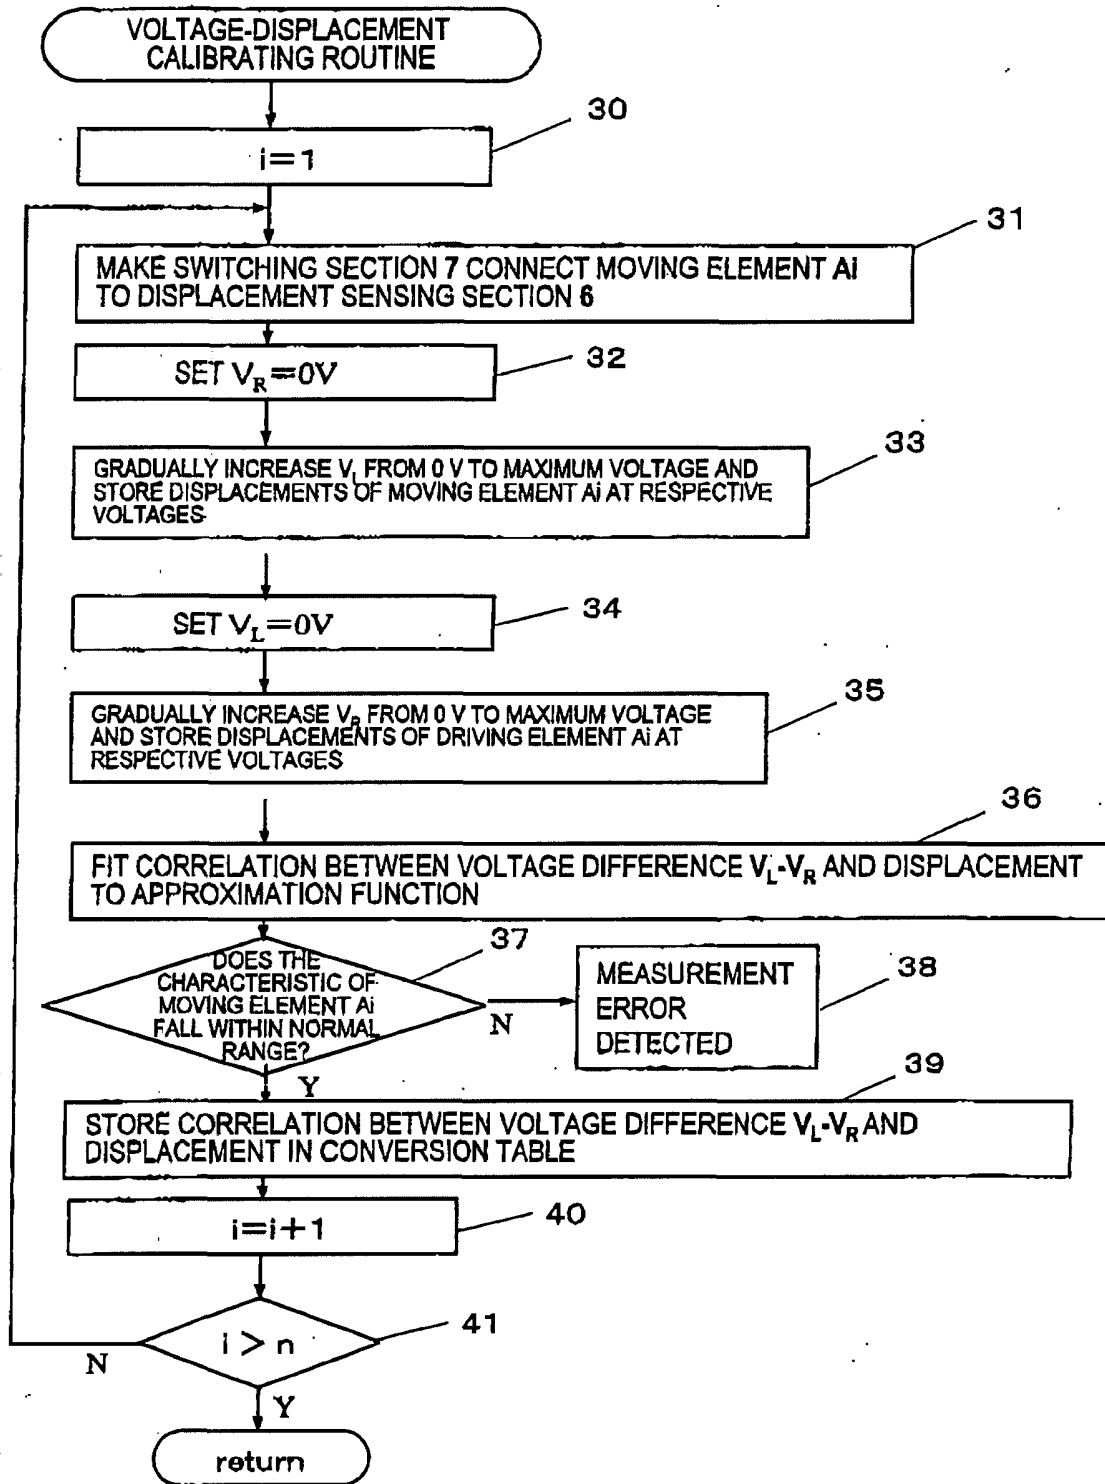 VOLTAGE-DISPLACEMENT
CALIBRATING ROUTINE
30
i=1
31
MAKE SWITCHING SECTION 7 CONNECT MOVING ELEMENT Ai
TO DISPLACEMENT SENSING SECTION 6
32
SET VR=0V
33
GRADUALLY INCREASE VL FROM 0 V TO MAXIMUM VOLTAGE AND
STORE DISPLACEMENTS OF MOVING ELEMENT Ai AT RESPECTIVE
VOLTAGES
34
SET VL=0V
35
GRADUALLY INCREASE VR FROM 0 V TO MAXIMUM VOLTAGE
AND STORE DISPLACEMENTS OF DRIVING ELEMENT Ai AT
RESPECTIVE VOLTAGES
36
FIT CORRELATION BETWEEN VOLTAGE DIFFERENCE VL-VR AND DISPLACEMENT
TO APPROXIMATION FUNCTION
37
DOES THE
CHARACTERISTIC OF
MOVING ELEMENT Ai
FALL WITHIN NORMAL
RANGE?
N
38
MEASUREMENT
ERROR
DETECTED
Y
39
STORE CORRELATION BETWEEN VOLTAGE DIFFERENCE VL-VR AND
DISPLACEMENT IN CONVERSION TABLE
40
i=i+1
41
i > n
N
Y
return